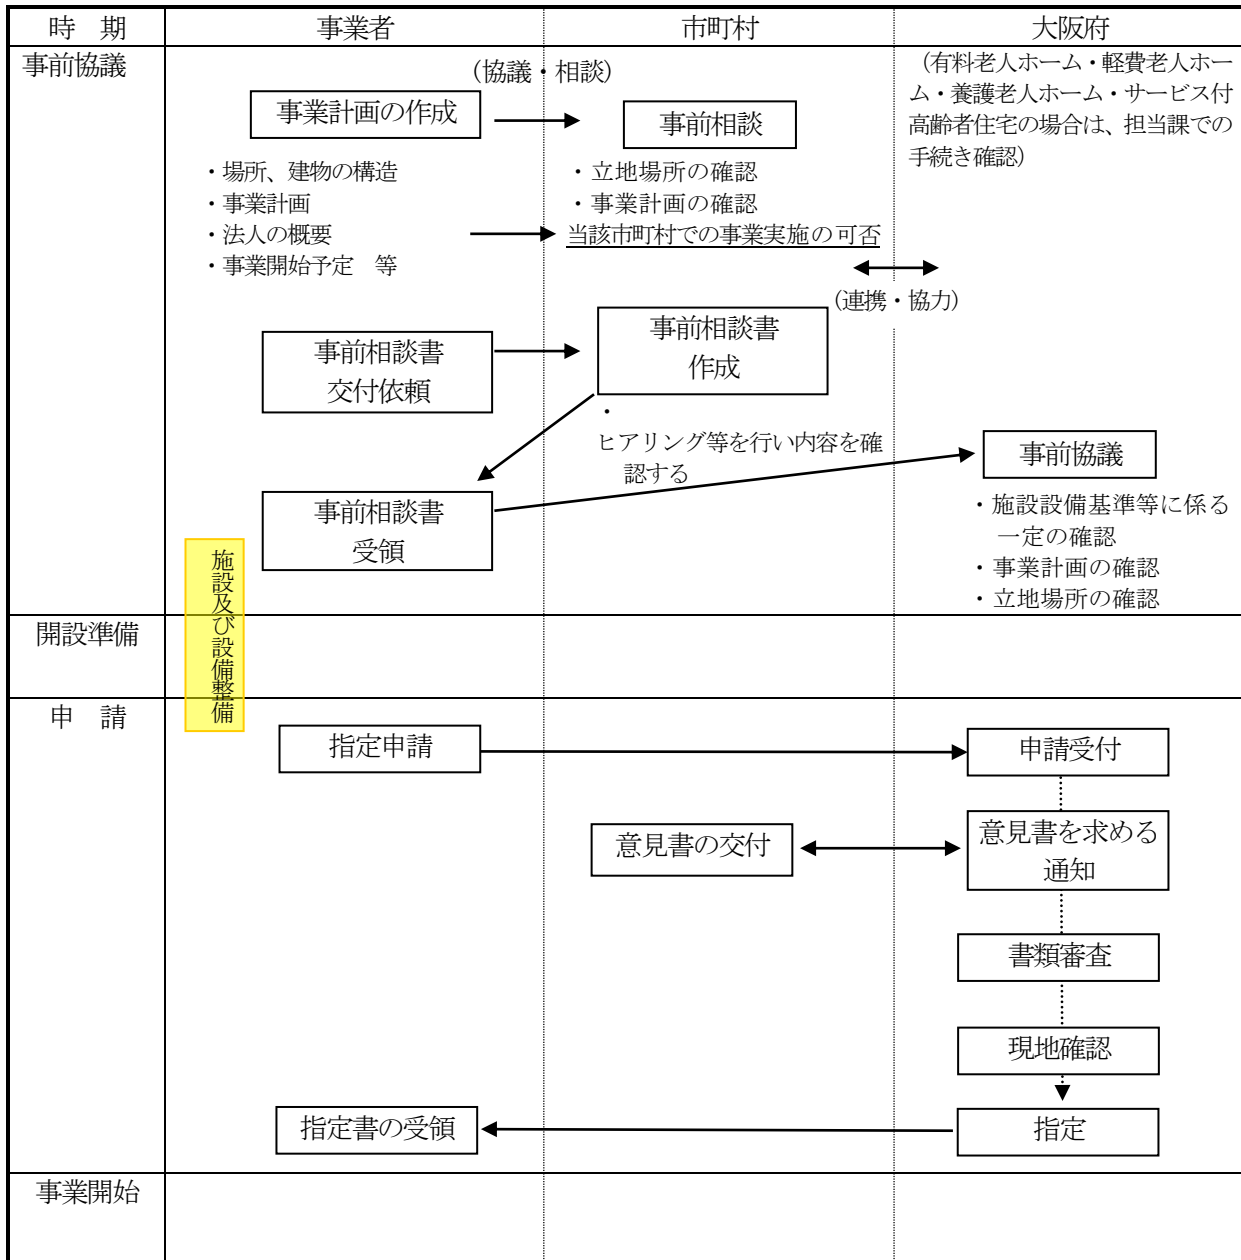 時　期
事業者
市町村
大阪府
事前協議
(協議・相談)
（有料老人ホーム・軽費老人ホー
ム・養護老人ホーム・サービス付
高齢者住宅の場合は、担当課での
手続き確認）
事業計画の作成
事前相談
・場所、建物の構造
・事業計画
・法人の概要
・事業開始予定　等
・立地場所の確認
・事業計画の確認
当該市町村での事業実施の可否
(連携・協力)
事前相談書
交付依頼
事前相談書
作成
・
ヒアリング等を行い内容を確
認する
事前協議
事前相談書
受領
・施設設備基準等に係る
一定の確認
・事業計画の確認
・立地場所の確認
施設及び設備整備
開設準備
申　請
指定申請
申請受付
意見書の交付
意見書を求める
通知
書類審査
現地確認
指定書の受領
指定
事業開始